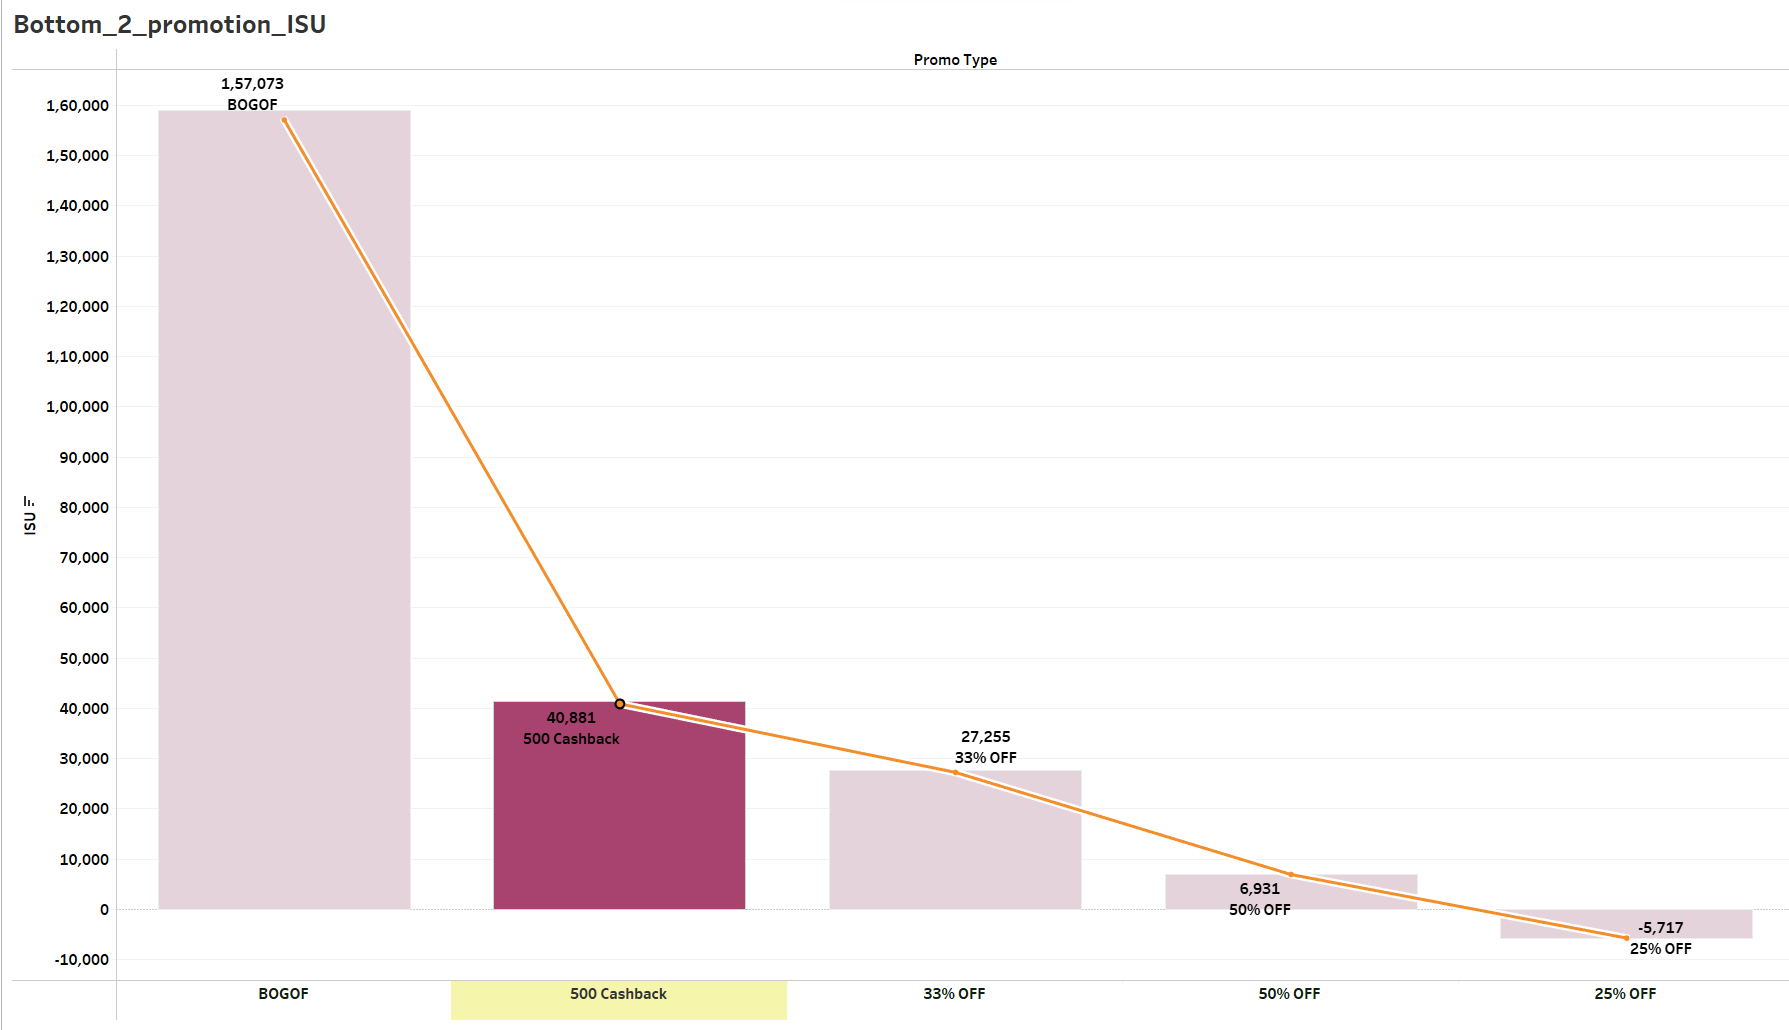 Bottom_2_promotion_ISU
Promo Type
1,57,073
BOGOF
1,60,000
1,50,000
1,40,000
1,30,000
1,20,000
1,10,000
1,00,000
90,000
80,000
70,000
60,000
50,000
40,000
30,000
20,000
10,000
0
-10,000
ISU
40,881
500 Cashback
27,255
33% OFF
6,931
50% OFF
-5,717
25% OFF
BOGOF
500 Cashback
33% OFF
50% OFF
25% OFF